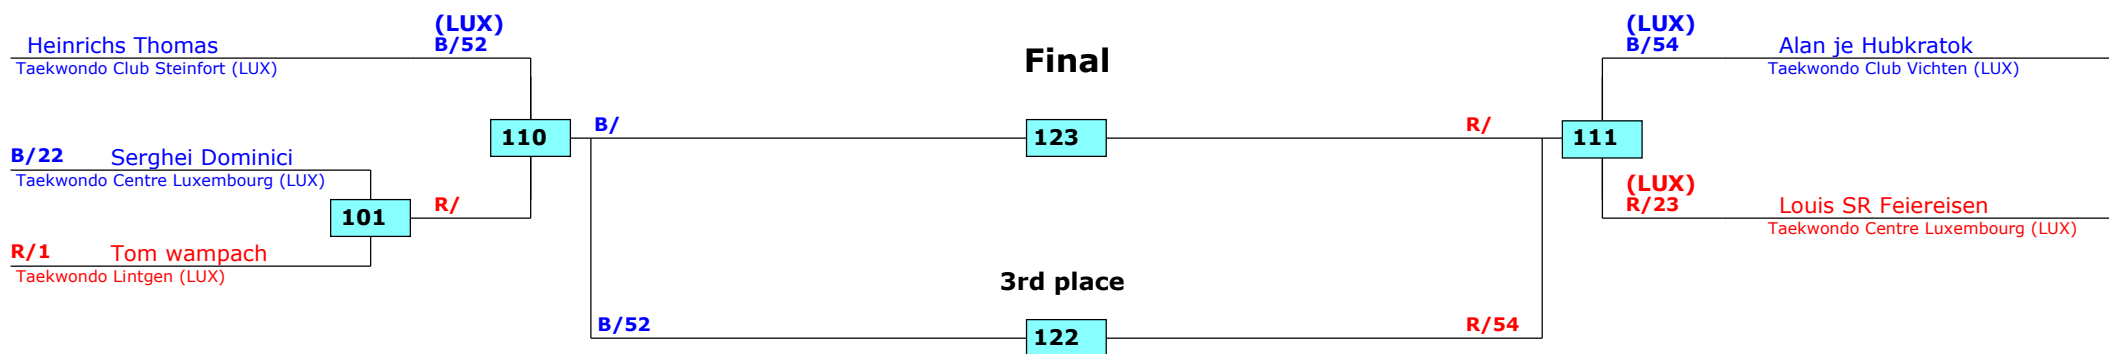 (LUX)
Heinrichs Thomas B/52
Taekwondo Club Steinfort (LUX)
110
B/22 Serghei Dominici
Taekwondo Centre Luxembourg (LUX)
101
R/
R/1 Tom wampach
Taekwondo Lintgen (LUX)
Final
B/ 123 R/
3rd place
B/52 122 R/54
(LUX)
B/54 Alan je Hubkratok
Taekwondo Club Vichten (LUX)
111
(LUX)
R/23 Louis SR Feiereisen
Taekwondo Centre Luxembourg (LUX)